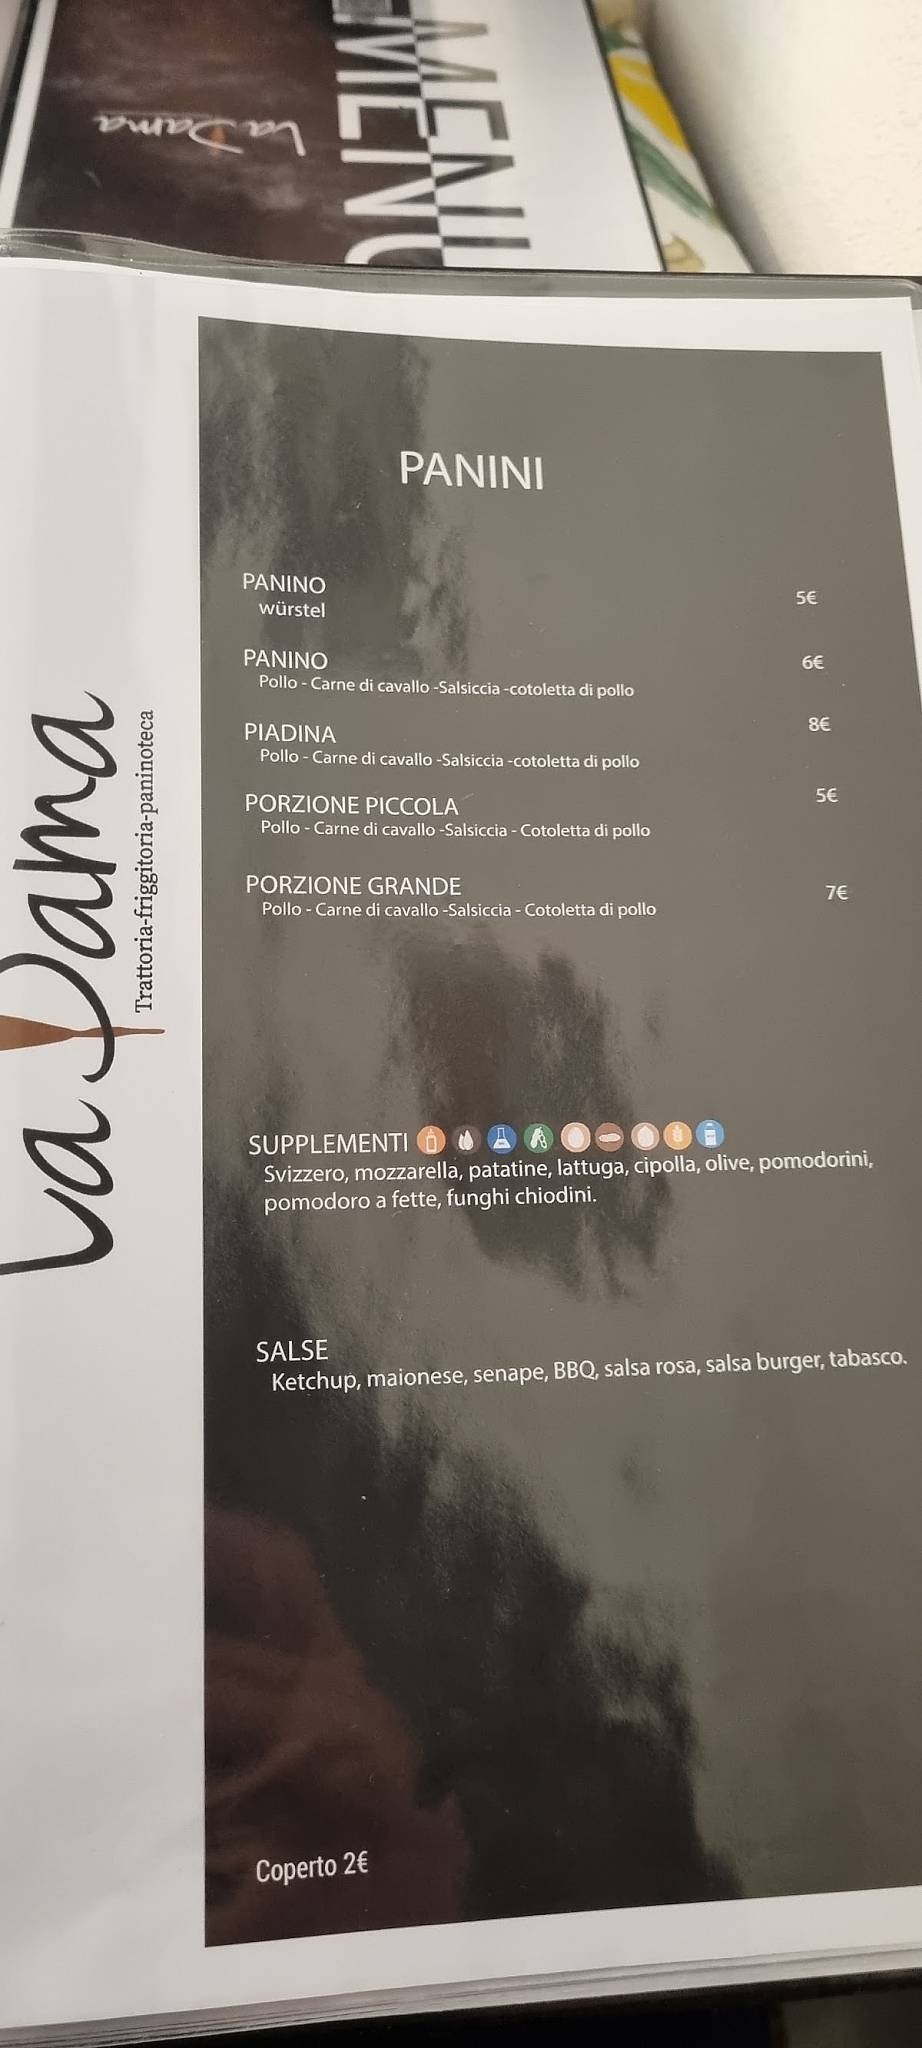 MENU
MENU
La Dama
La Dama
Trattoria-friggitoria-paninoteca
PANINI
PANINO
würstel
5€
PANINO
6€
Pollo - Carne di cavallo -Salsiccia -cotoletta di pollo
PIADINA
8€
Pollo - Carne di cavallo -Salsiccia -cotoletta di pollo
PORZIONE PICCOLA
5€
Pollo - Carne di cavallo -Salsiccia - Cotoletta di pollo
PORZIONE GRANDE
7€
Pollo - Carne di cavallo -Salsiccia - Cotoletta di pollo
SUPPLEMENTI
Svizzero, mozzarella, patatine, lattuga, cipolla, olive, pomodorini,
pomodoro a fette, funghi chiodini.
SALSE
Ketchup, maionese, senape, BBQ, salsa rosa, salsa burger, tabasco.
Coperto 2€